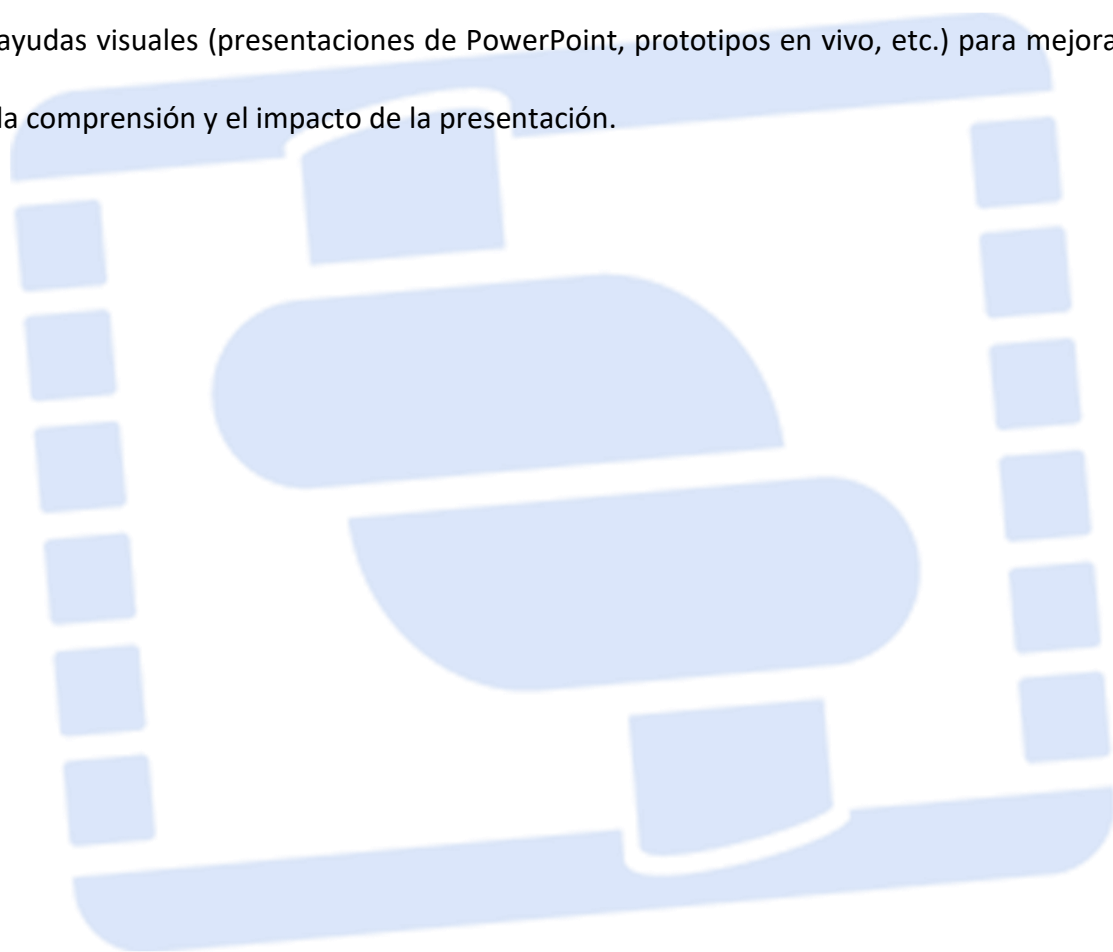 ayudas visuales (presentaciones de PowerPoint, prototipos en vivo, etc.) para mejora
la comprensión y el impacto de la presentación.